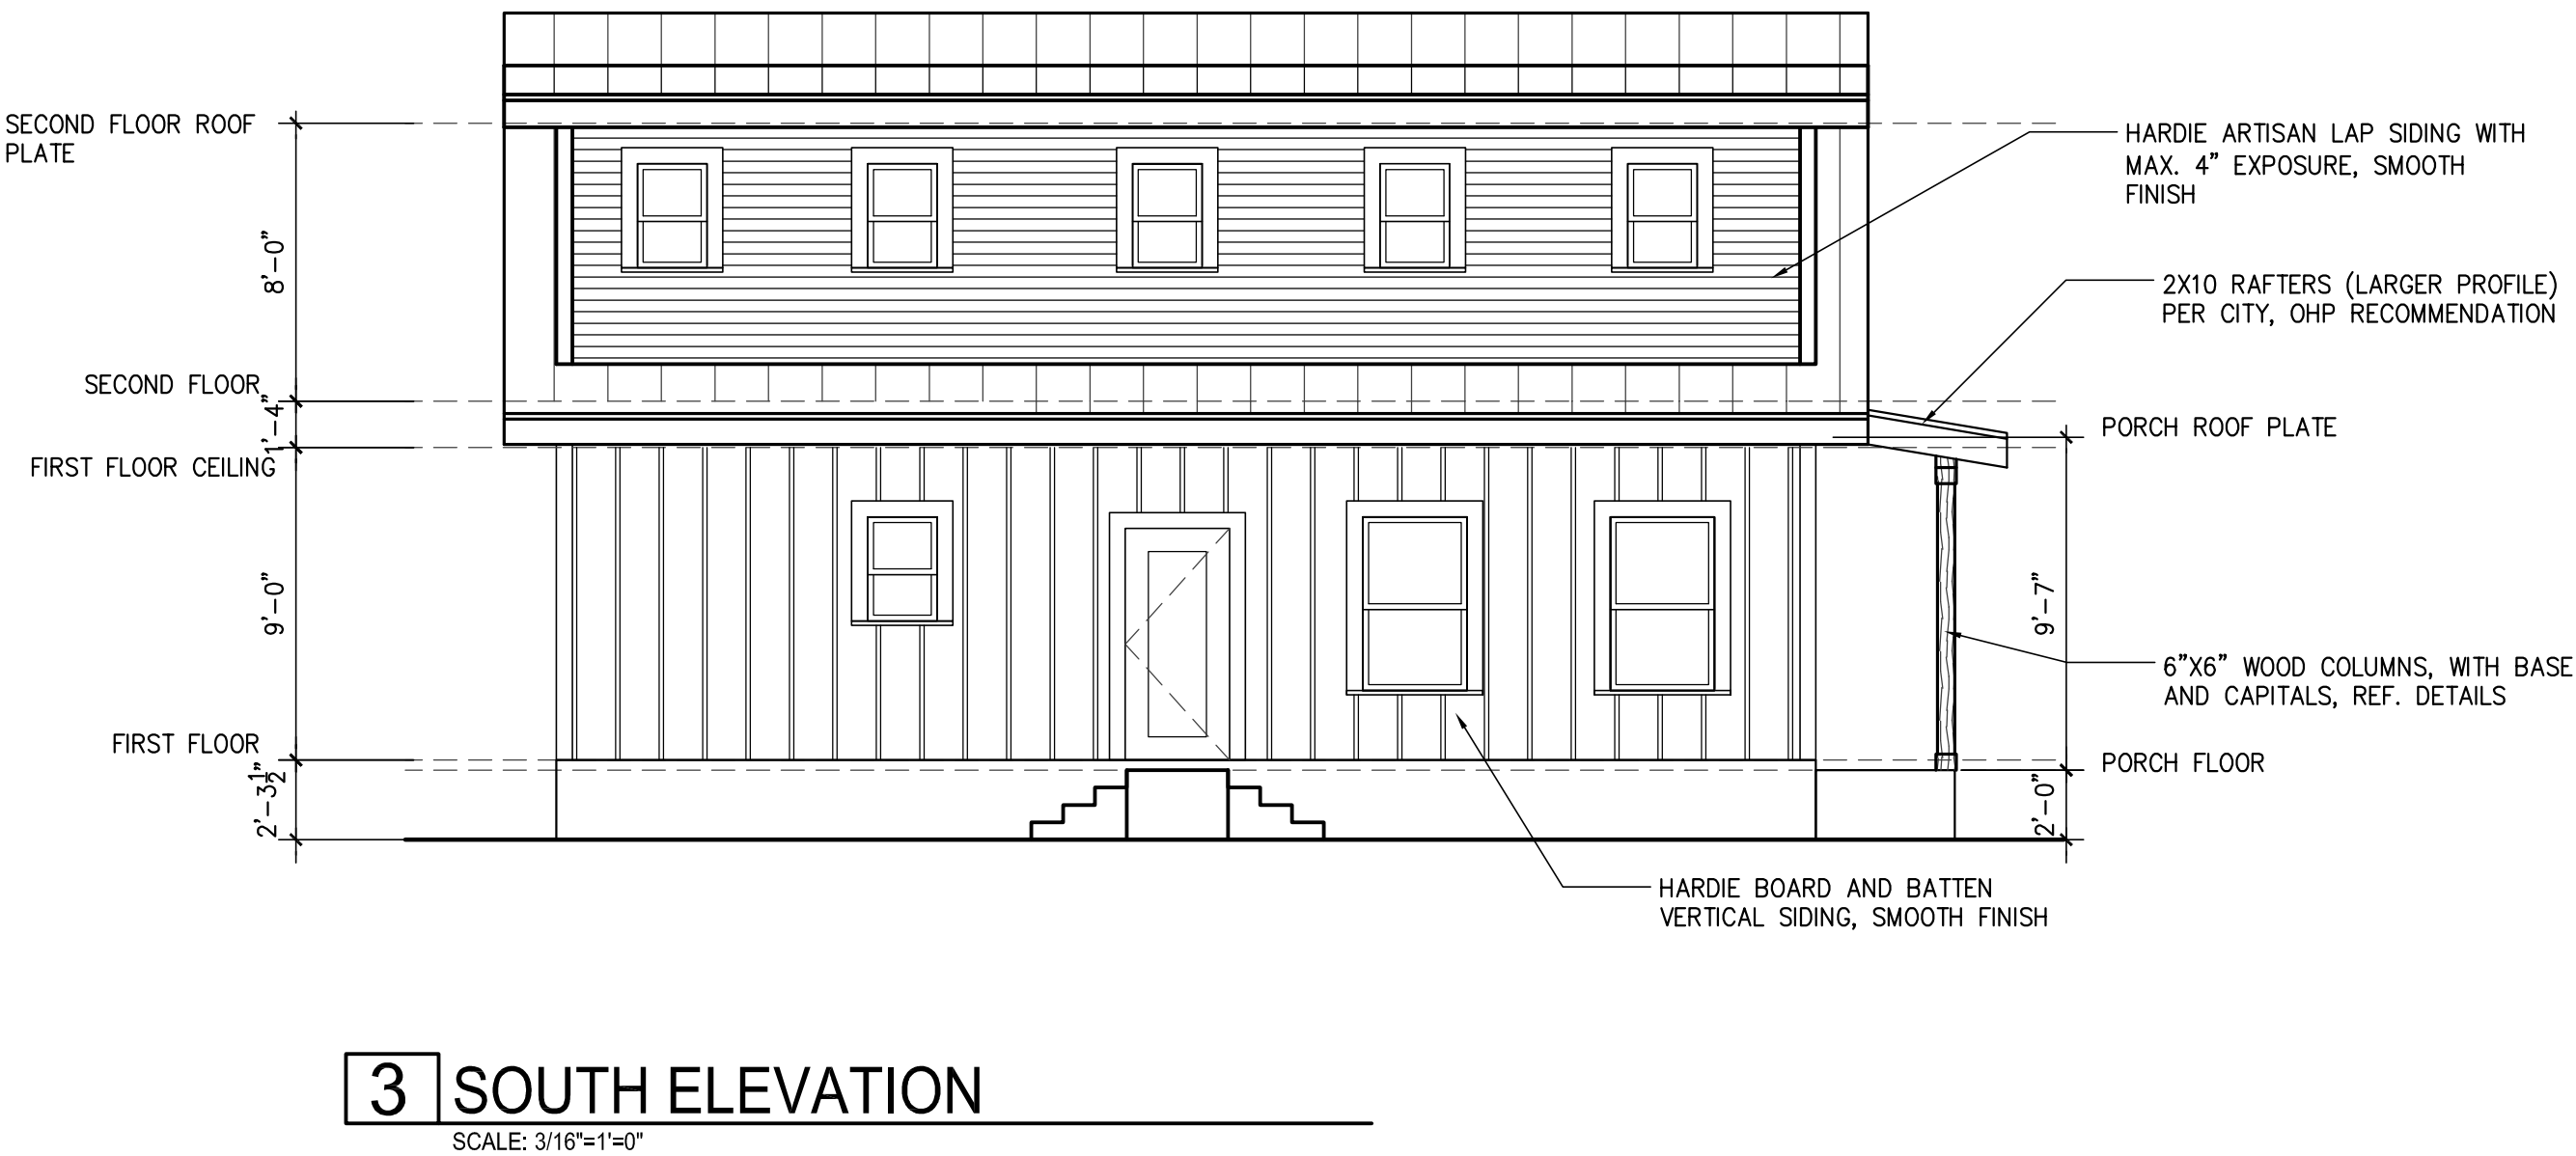 SECOND FLOOR ROOF
PLATE
8'-0"
SECOND FLOOR
1'-4"
FIRST FLOOR CEILING
9'-0"
FIRST FLOOR
2'-3 1/2"
HARDIE ARTISAN LAP SIDING WITH
MAX. 4" EXPOSURE, SMOOTH
FINISH
2X10 RAFTERS (LARGER PROFILE)
PER CITY, OHP RECOMMENDATION
PORCH ROOF PLATE
9'-7"
6"X6" WOOD COLUMNS, WITH BASE
AND CAPITALS, REF. DETAILS
PORCH FLOOR
2'-0"
HARDIE BOARD AND BATTEN
VERTICAL SIDING, SMOOTH FINISH
3 SOUTH ELEVATION
SCALE: 3/16"=1'=0"